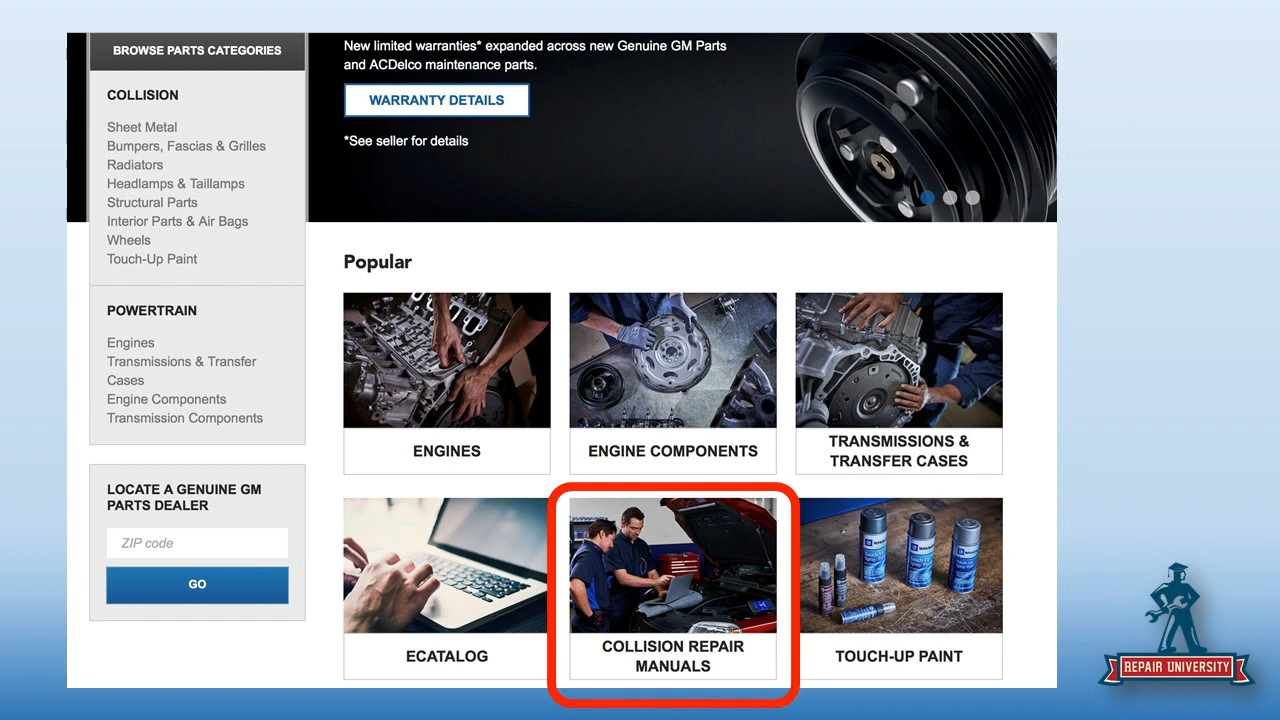 BROWSE PARTS CATEGORIES
COLLISION
Sheet Metal
Bumpers, Fascias & Grilles
Radiators
Headlamps & Taillamps
Structural Parts
Interior Parts & Air Bags
Wheels
Touch-Up Paint
POWERTRAIN
Engines
Transmissions & Transfer
Cases
Engine Components
Transmission Components
LOCATE A GENUINE GM
PARTS DEALER
ZIP code
GO
New limited warranties* expanded across new Genuine GM Parts
and ACDelco maintenance parts.
WARRANTY DETAILS
*See seller for details
Popular
ENGINES
ENGINE COMPONENTS
TRANSMISSIONS &
TRANSFER CASES
ECATALOG
COLLISION REPAIR
MANUALS
TOUCH-UP PAINT
REPAIR UNIVERSITY